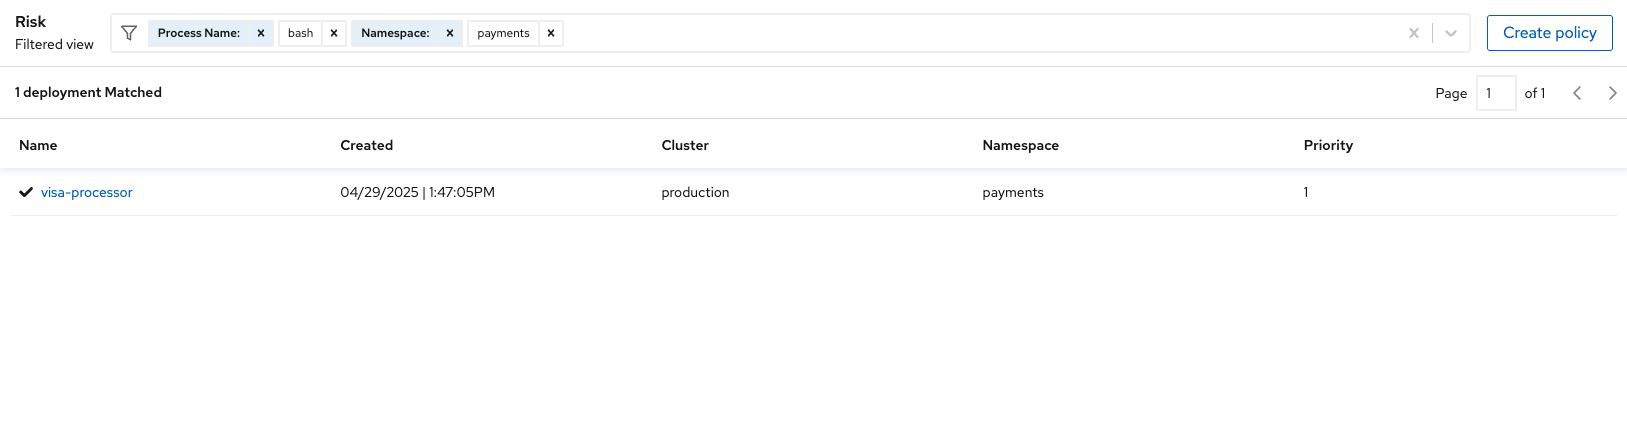 Risk
Filtered view
Process Name: bash Namespace: payments
Create policy
1 deployment Matched
Page 1 of 1
Name Created Cluster Namespace Priority
visa-processor 04/29/2025 | 1:47:05PM production payments 1